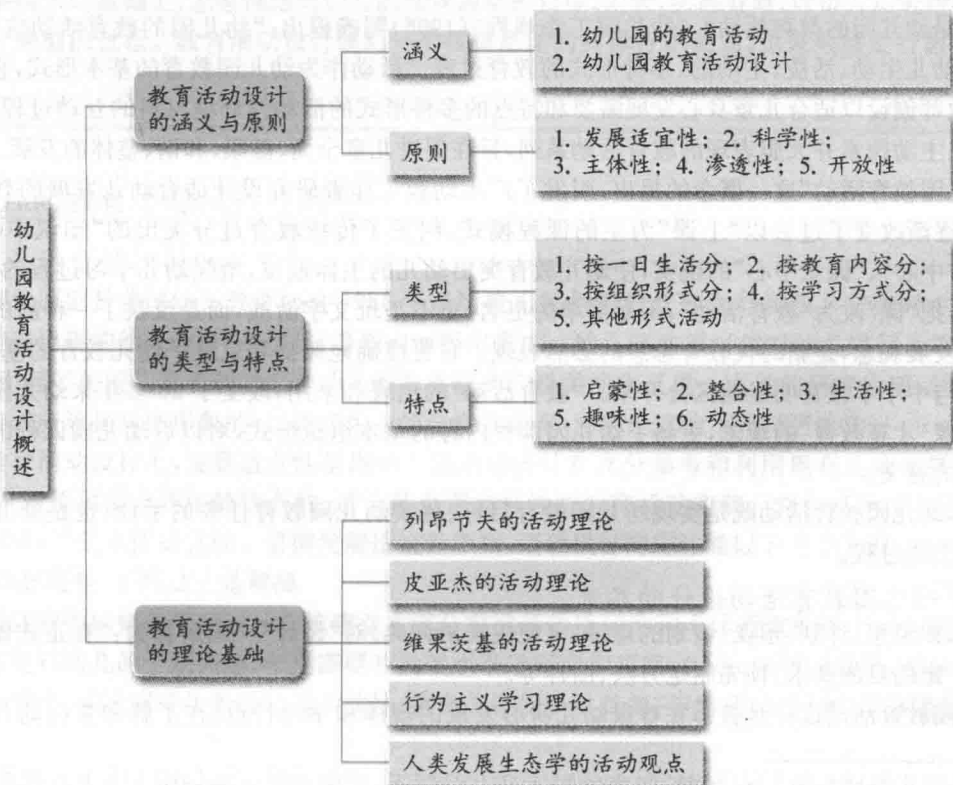 幼儿园教育活动设计概述
教育活动设计
的涵义与原则
涵义
1. 幼儿园的教育活动
2. 幼儿园教育活动设计
原则
1. 发展适宜性；2. 科学性；
3. 主体性；4. 渗透性；5. 开放性
教育活动设计
的类型与特点
类型
1. 按一日生活分；2. 按教育内容分；
3. 按组织形式分；4. 按学习方式分；
5. 其他形式活动
特点
1. 启蒙性；2. 整合性；3. 生活性；
5. 趣味性；6. 动态性
教育活动设计
的理论基础
列昂节夫的活动理论
皮亚杰的活动理论
维果茨基的活动理论
行为主义学习理论
人类发展生态学的活动观点